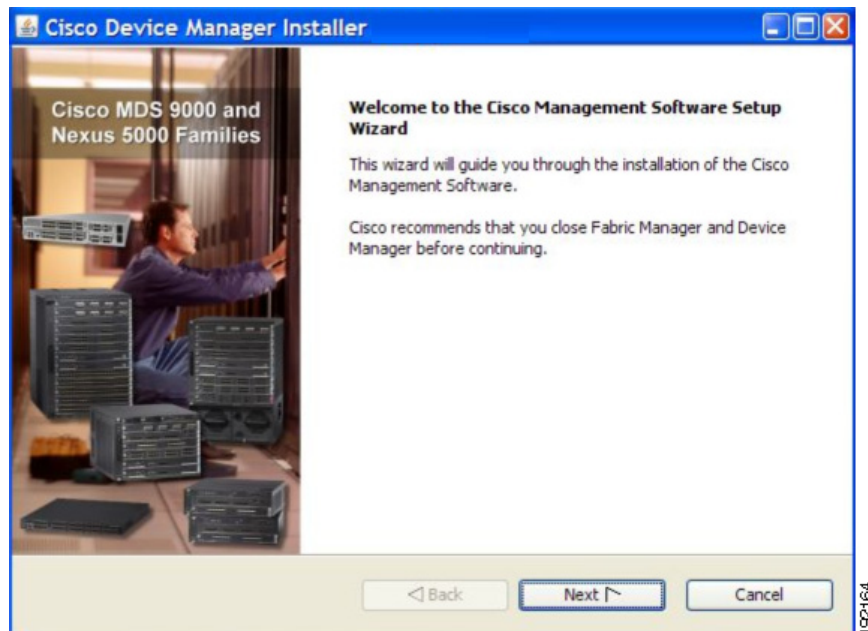 Cisco Device Manager Installer
Cisco MDS 9000 and
Nexus 5000 Families
Welcome to the Cisco Management Software Setup
Wizard
This wizard will guide you through the installation of the Cisco
Management Software.
Cisco recommends that you close Fabric Manager and Device
Manager before continuing.
Back
Next
Cancel